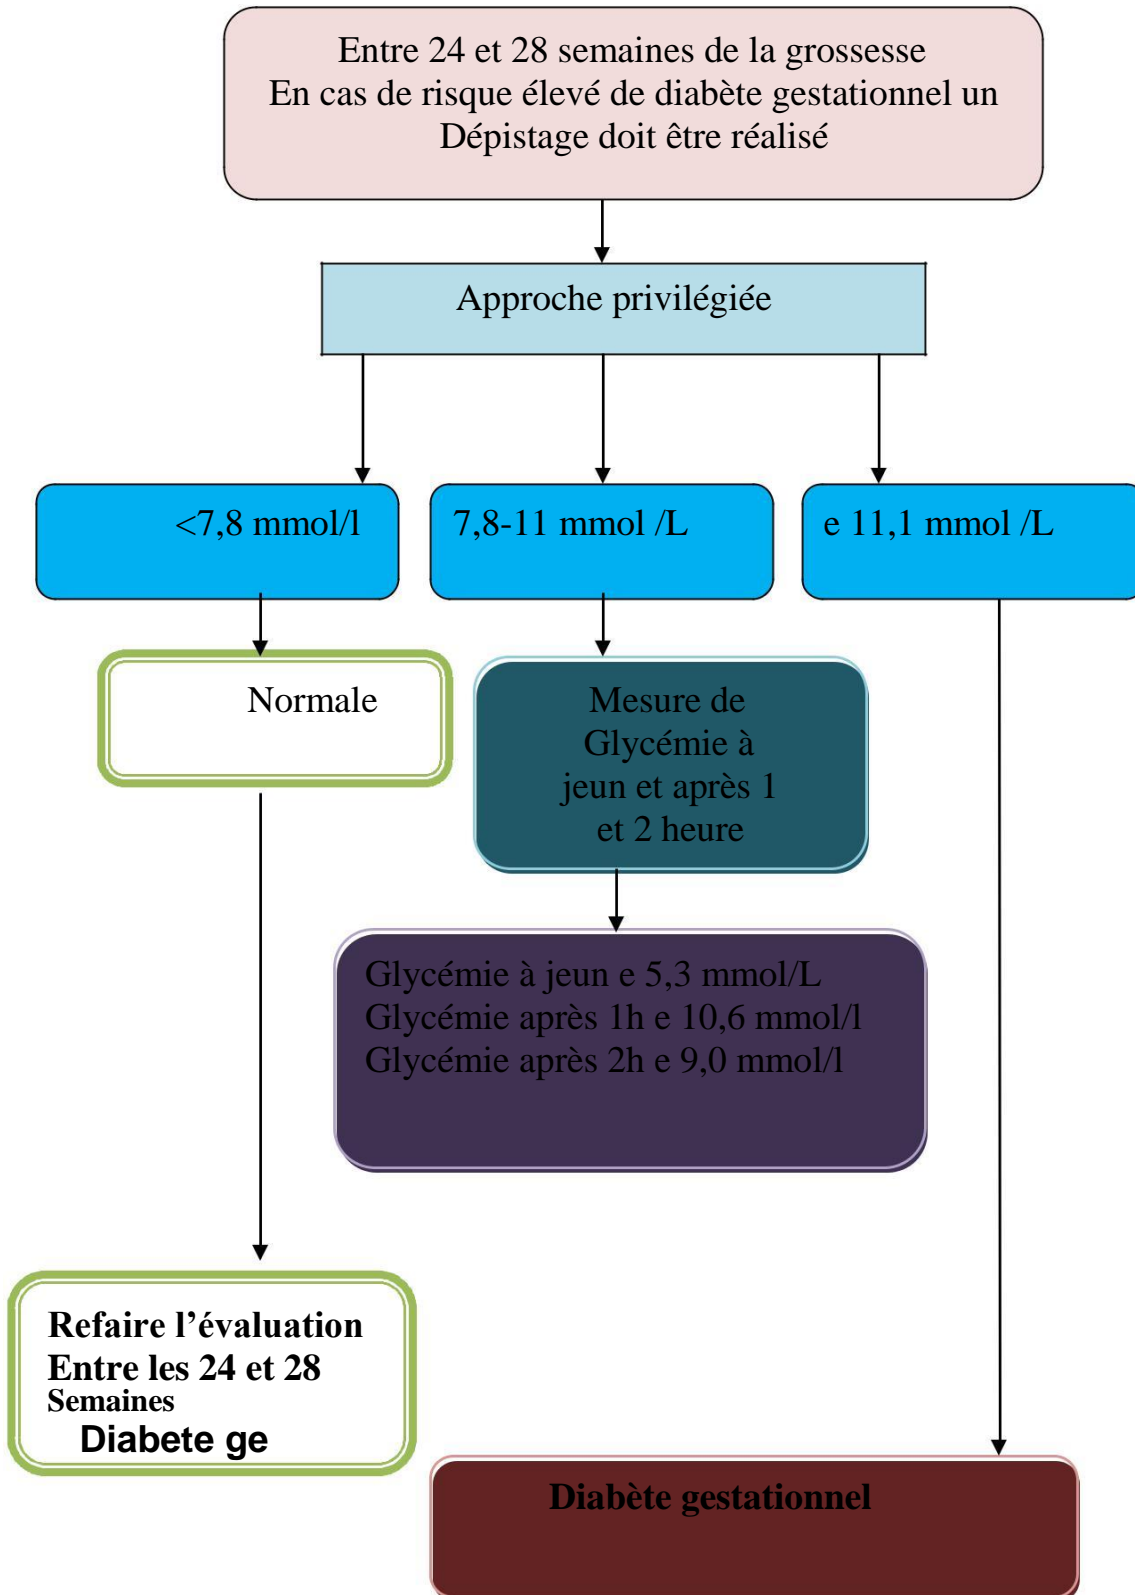 Entre 24 et 28 semaines de la grossesse
En cas de risque élevé de diabète gestationnel un
Dépistage doit être réalisé
Approche privilégiée
<7,8 mmol/l
7,8-11 mmol /L
e 11,1 mmol /L
Normale
Mesure de
Glycémie à
jeun et après 1
et 2 heure
Glycémie à jeun e 5,3 mmol/L
Glycémie après 1h e 10,6 mmol/l
Glycémie après 2h e 9,0 mmol/l
Refaire l’évaluation
Entre les 24 et 28
Semaines
Diabete ge
Diabète gestationnel